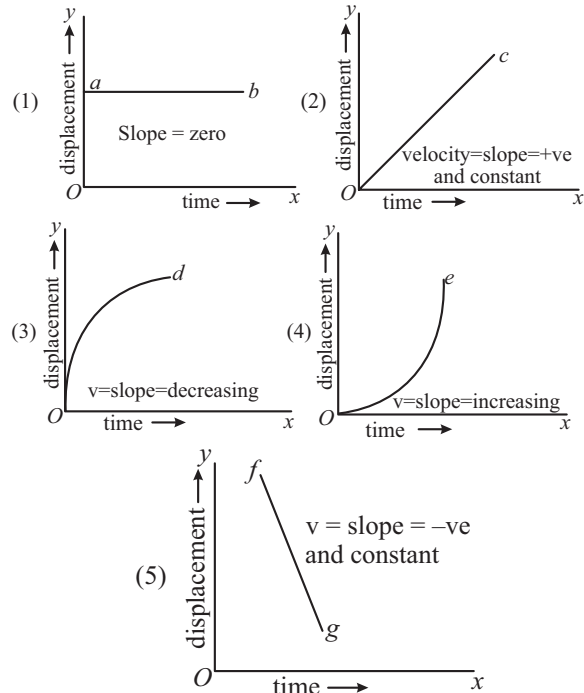 y
displacement
(1)
a
b
Slope = zero
O
time
x
y
displacement
(2)
c
velocity=slope=+ve
and constant
O
time
x
y
displacement
(3)
d
v=slope=decreasing
O
time
x
y
displacement
(4)
e
v=slope=increasing
O
time
x
y
displacement
(5)
f
v = slope = –ve
and constant
g
O
time
x